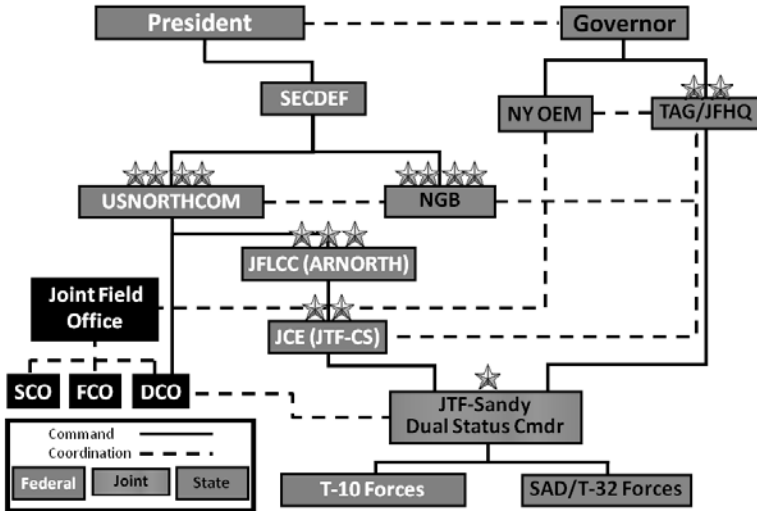 President
Governor
SECDEF
NY OEM
TAG/JFHQ
USNORTHCOM
NGB
JFLCC (ARNORTH)
Joint Field
Office
JCE (JTF-CS)
SCO
FCO
DCO
JTF-Sandy
Dual Status Cmdr
Command
Coordination
Federal
Joint
State
T-10 Forces
SAD/T-32 Forces